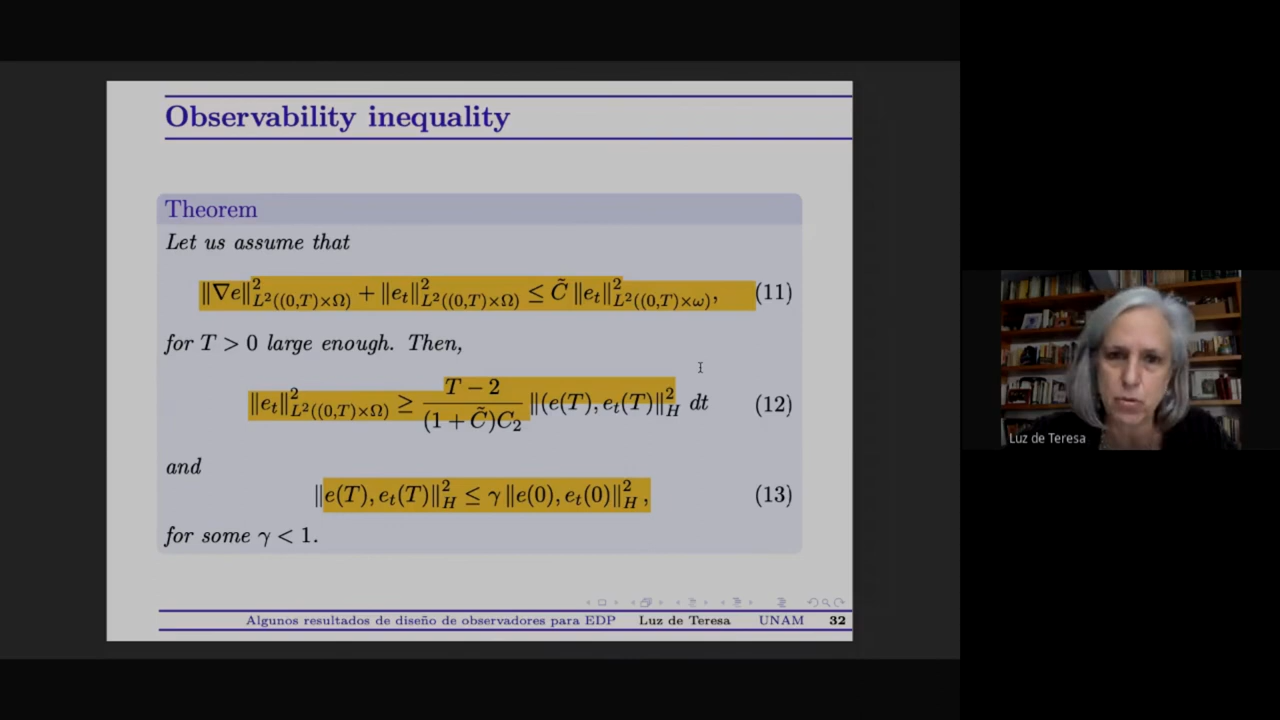 Observability inequality
Theorem
Let us assume that
‖∇e‖²_{L²((0,T)×Ω)} + ‖e_t‖²_{L²((0,T)×Ω)} ≤ C̃ ‖e_t‖²_{L²((0,T)×ω)}, (11)
for T > 0 large enough. Then,
‖e_t‖²_{L²((0,T)×Ω)} ≥ \frac{T − 2}{(1 + C̃)C₂} ‖(e(T), e_t(T)‖²_H dt (12)
and
‖e(T), e_t(T)‖²_H ≤ γ ‖e(0), e_t(0)‖²_H, (13)
for some γ < 1.
Algunos resultados de diseño de observadores para EDP Luz de Teresa UNAM 32
Luz de Teresa